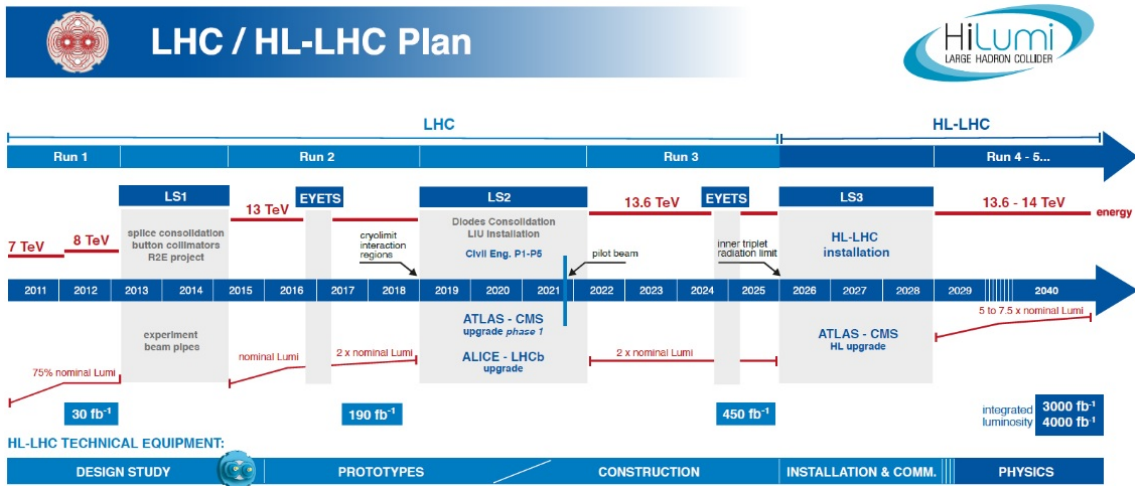 LHC / HL-LHC Plan
HiLumi
LARGE HADRON COLLIDER
LHC
HL-LHC
Run 1
Run 2
Run 3
Run 4 - 5...
LS1
EYETS
LS2
EYETS
LS3
7 TeV
8 TeV
13 TeV
13.6 TeV
13.6 - 14 TeV
energy
splice consolidation
button collimators
R2E project
cryolimit
interaction
regions
Diodes Consolidation
LIU Installation
Civil Eng. P1-P5
pilot beam
inner triplet
radiation limit
HL-LHC
installation
2011 2012 2013 2014 2015 2016 2017 2018 2019 2020 2021 2022 2023 2024 2025 2026 2027 2028 2029 2040
experiment
beam pipes
75% nominal Lumi
nominal Lumi
2 x nominal Lumi
ATLAS - CMS
upgrade phase 1
ALICE - LHCb
upgrade
2 x nominal Lumi
ATLAS - CMS
HL upgrade
5 to 7.5 x nominal Lumi
30 fb⁻¹
190 fb⁻¹
450 fb⁻¹
integrated
luminosity
3000 fb⁻¹
4000 fb⁻¹
HL-LHC TECHNICAL EQUIPMENT:
DESIGN STUDY
PROTOTYPES
CONSTRUCTION
INSTALLATION & COMM.
PHYSICS